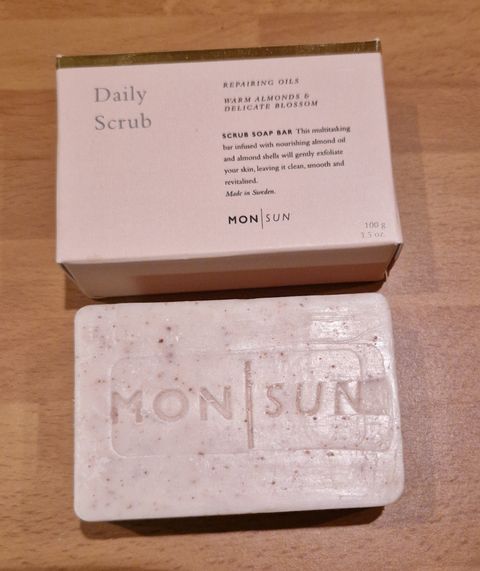 Daily
Scrub
REPAIRING OILS
WARM ALMONDS &
DELICATE BLOSSOM
SCRUB SOAP BAR This multitasking
bar infused with nourishing almond oil
and almond shells will gently exfoliate
your skin, leaving it clean, smooth and
revitalised.
Made in Sweden.
MON|SUN
100 g
3.5 oz.
MON|SUN